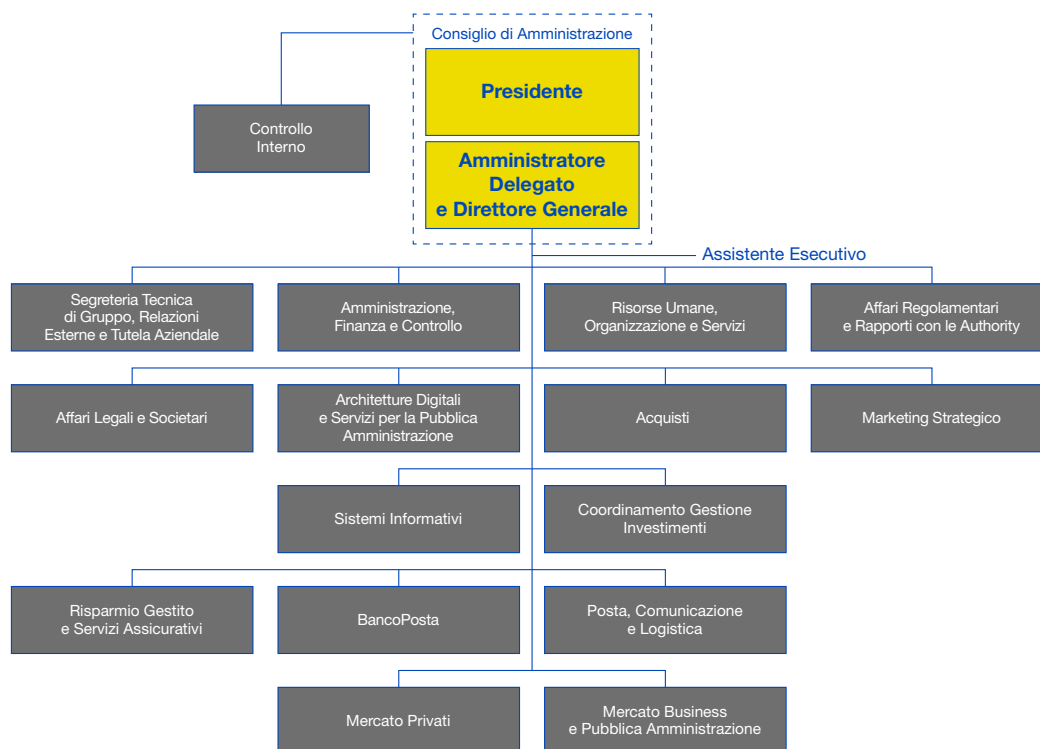 Consiglio di Amministrazione
Presidente
Controllo
Interno
Amministratore
Delegato
e Direttore Generale
Assistente Esecutivo
Segreteria Tecnica
di Gruppo, Relazioni
Esterne e Tutela Aziendale
Amministrazione,
Finanza e Controllo
Risorse Umane,
Organizzazione e Servizi
Affari Regolamentari
e Rapporti con le Authority
Affari Legali e Societari
Architetture Digitali
e Servizi per la Pubblica
Amministrazione
Acquisti
Marketing Strategico
Sistemi Informativi
Coordinamento Gestione
Investimenti
Risparmio Gestito
e Servizi Assicurativi
BancoPosta
Posta, Comunicazione
e Logistica
Mercato Privati
Mercato Business
e Pubblica Amministrazione